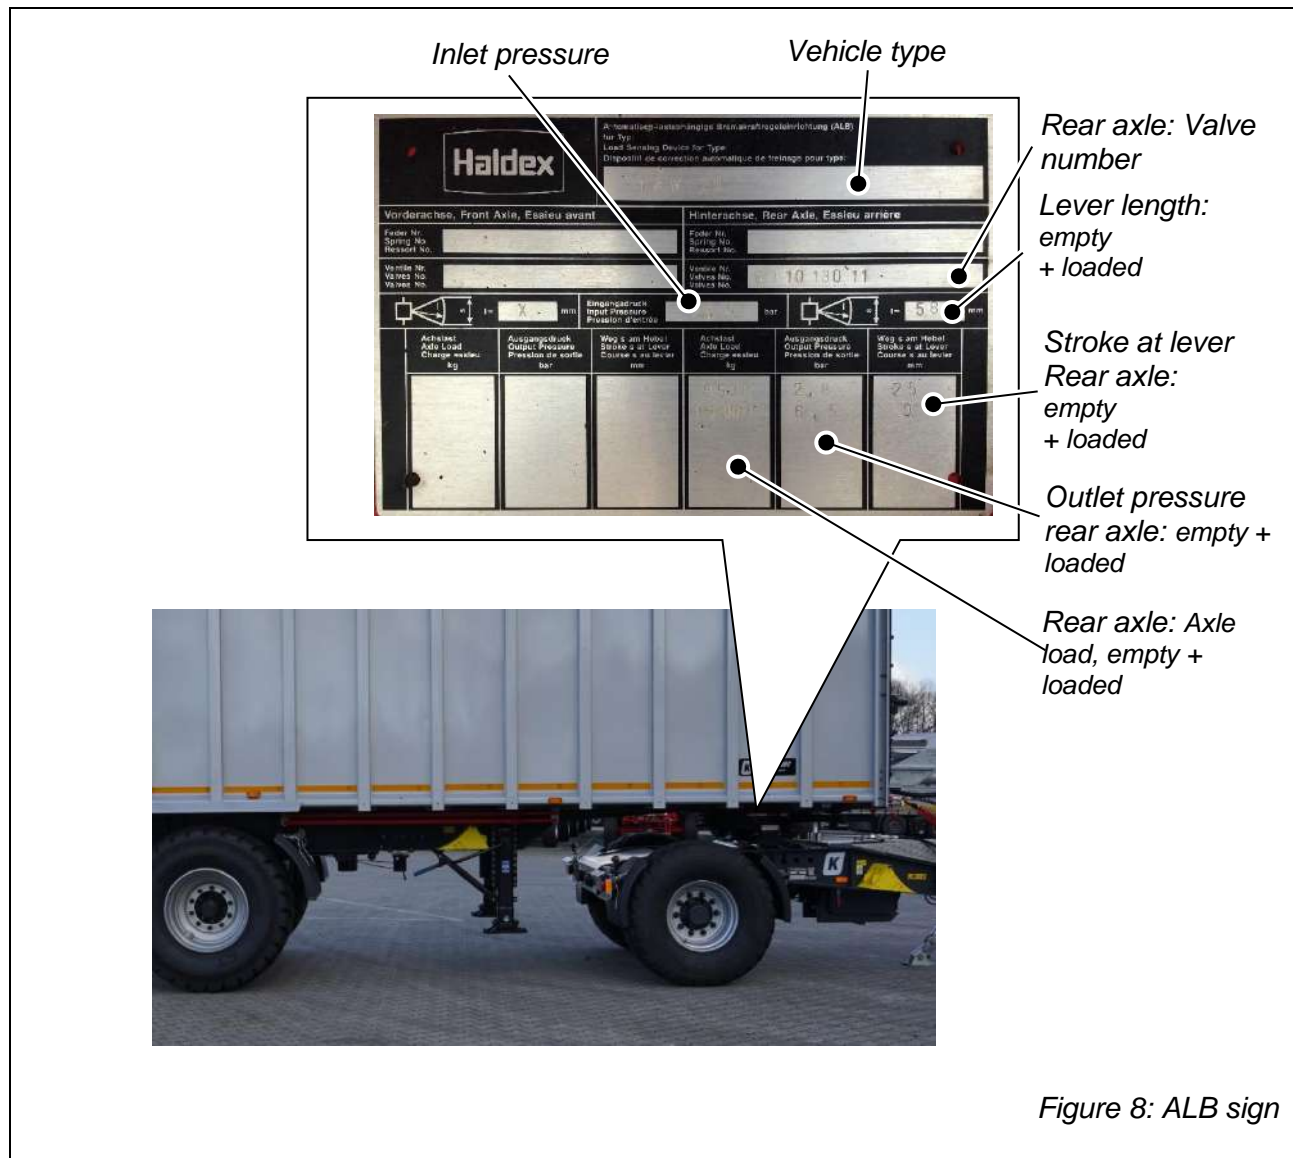 Inlet pressure
Vehicle type
Haldex
Automatisch-lastabhängige Bremskraftregeleinrichtung (ALB)
für Typ:
Load Sensing Device for Type:
Dispositif de correction automatique de freinage pour type:
Vorderachse, Front Axle, Essieu avant
Hinterachse, Rear Axle, Essieu arrière
Feder Nr.
Spring No.
Ressort No.
Feder Nr.
Spring No.
Ressort No.
Ventile Nr.
Valves No.
Valves No.
Ventile Nr.
Valves No.
Valves No.
10 180 11
s
l=
X
mm
Eingangsdruck
Input Pressure
Pression d'entrée
bar
s
l=
58
mm
Achslast
Axle Load
Charge essieu
kg
Ausgangsdruck
Output Pressure
Pression de sortie
bar
Weg s am Hebel
Stroke s at Lever
Course s au levier
mm
Achslast
Axle Load
Charge essieu
kg
Ausgangsdruck
Output Pressure
Pression de sortie
bar
Weg s am Hebel
Stroke s at Lever
Course s au levier
mm
6,5
25
Rear axle: Valve
number
Lever length:
empty
+ loaded
Stroke at lever
Rear axle:
empty
+ loaded
Outlet pressure
rear axle: empty +
loaded
Rear axle: Axle
load, empty +
loaded
K
Figure 8: ALB sign